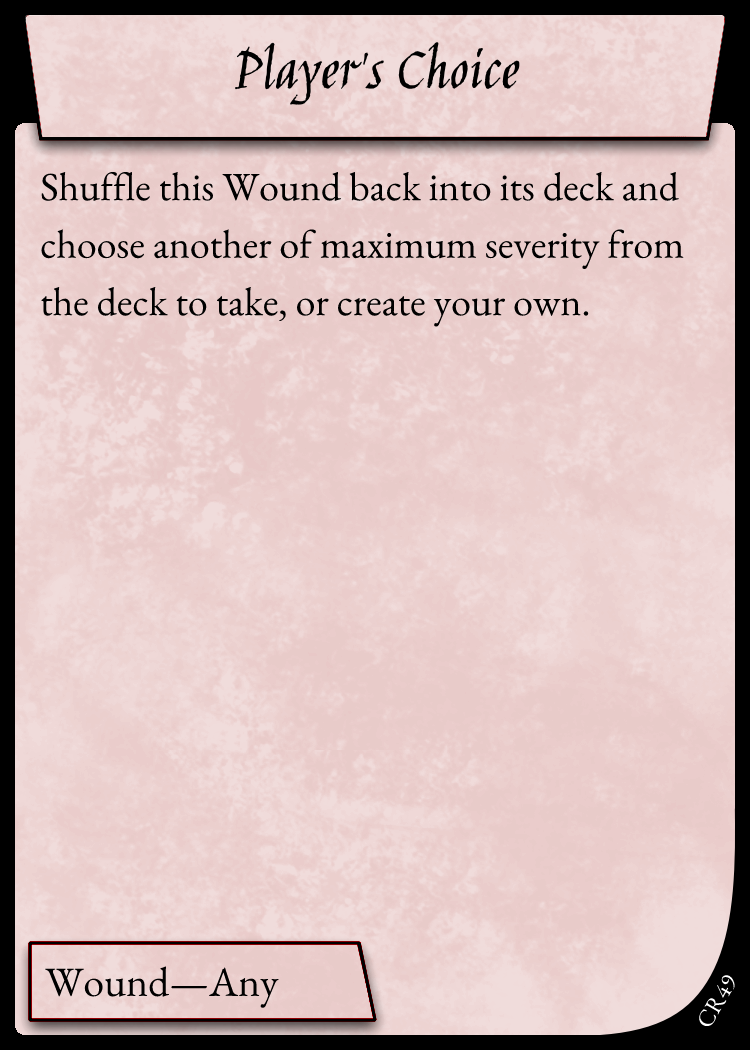 Player's Choice
Shuffle this Wound back into its deck and
choose another of maximum severity from
the deck to take, or create your own.
Wound—Any
CR49